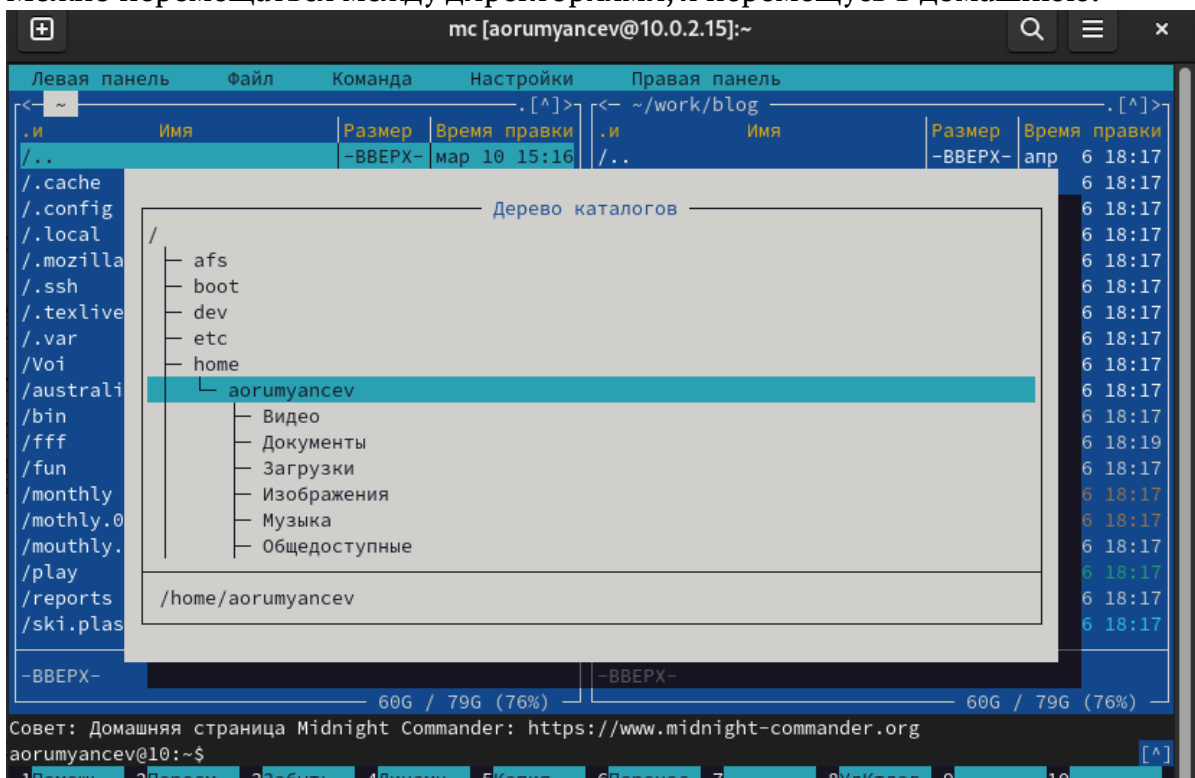 mc [aorumyancev@10.0.2.15]:~
Левая панель Файл Команда Настройки Правая панель
<— ~ .[^]> <— ~/work/blog .[^]>
.и Имя Размер Время правки .и Имя Размер Время правки
/.. -ВВЕРХ- мар 10 15:16 /.. -ВВЕРХ- апр 6 18:17
/.cache 6 18:17
/.config Дерево каталогов 6 18:17
/.local / 6 18:17
/.mozilla afs 6 18:17
/.ssh boot 6 18:17
/.texlive dev 6 18:17
/.var etc 6 18:17
/Voi home 6 18:17
/australi aorumyancev 6 18:17
/bin Видео 6 18:17
/fff Документы 6 18:19
/fun Загрузки 6 18:17
/monthly Изображения 6 18:17
/mothly.0 Музыка 6 18:17
/mouthly. Общедоступные 6 18:17
/play 6 18:17
/reports /home/aorumyancev 6 18:17
/ski.plas 6 18:17
-ВВЕРХ- -ВВЕРХ-
60G / 79G (76%) 60G / 79G (76%)
Совет: Домашняя страница Midnight Commander: https://www.midnight-commander.org
aorumyancev@10:~$ [^]